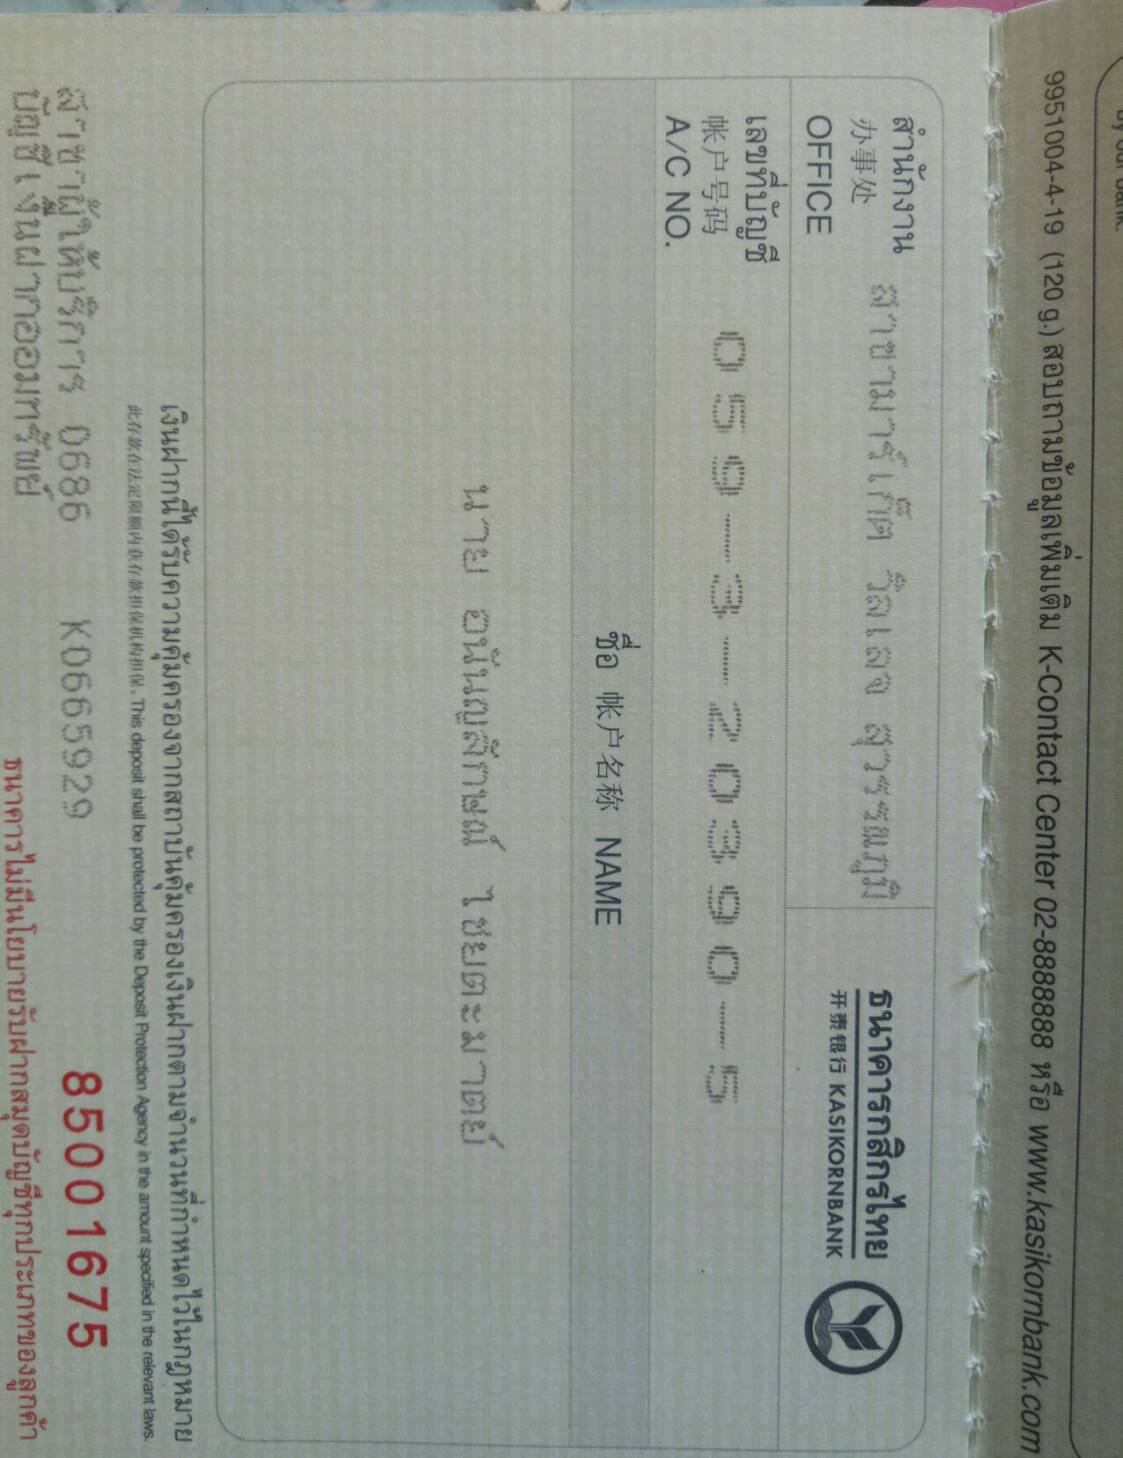 by our bank.
9951004-4-19 (120 g.) สอบถามข้อมูลเพิ่มเติม K-Contact Center 02-8888888 หรือ www.kasikornbank.com
สำนักงาน สาขามาร์เก็ต วิลเลจ สุวรรณภูมิ
办事处
OFFICE
ธนาคารกสิกรไทย
开泰银行 KASIKORNBANK
เลขที่บัญชี
帐户号码 059-3-20390-5
A/C NO.
ชื่อ 帐户名称 NAME
นาย อนันญลักษณ์ ไชยตะมาตย์
เงินฝากนี้ได้รับความคุ้มครองจากสถาบันคุ้มครองเงินฝากตามจำนวนที่กำหนดไว้ในกฎหมาย
此存款在法定限额内获存款担保机构担保. This deposit shall be protected by the Deposit Protection Agency in the amount specified in the relevant laws.
สาขาผู้ให้บริการ 0686 K0665929 85001675
บัญชีเงินฝากออมทรัพย์
ธนาคารไม่มีนโยบายรับฝากสมุดบัญชีทุกประเภทของลูกค้า